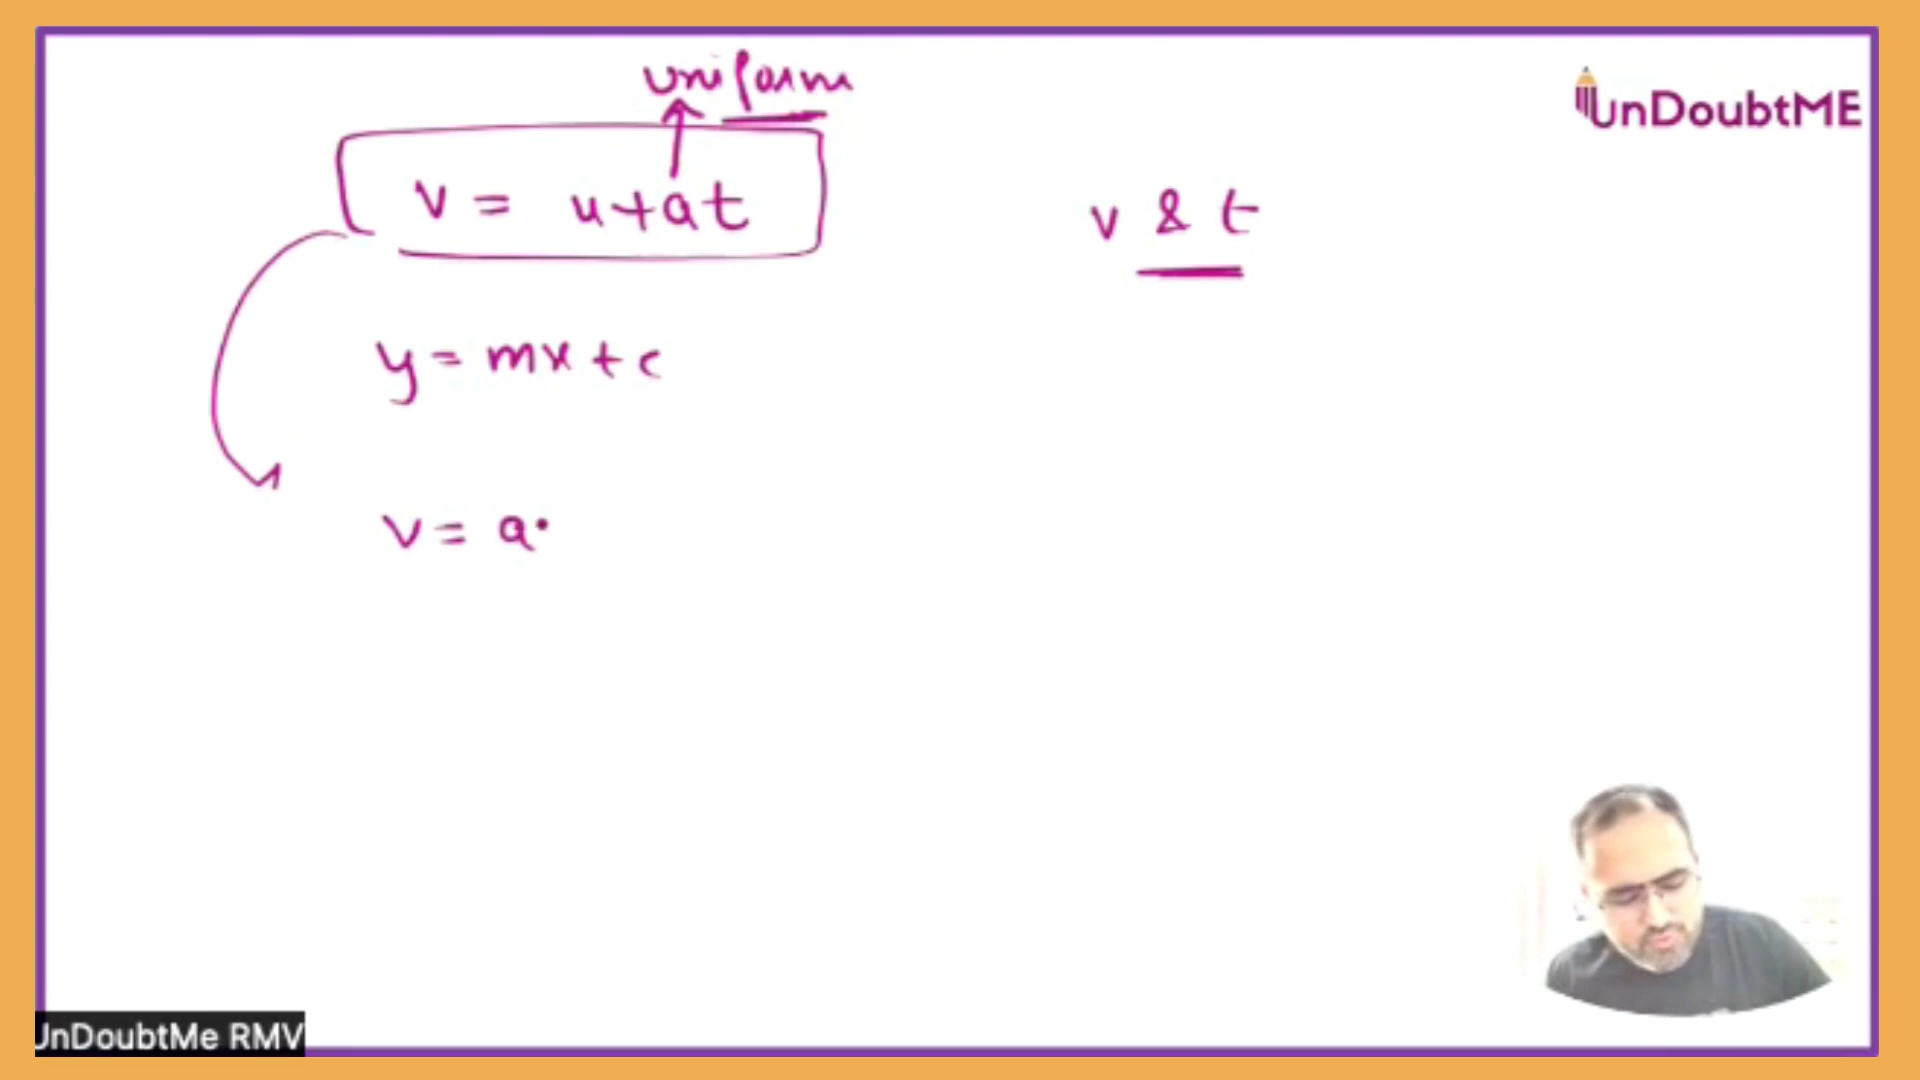 uniform
UnDoubtME
v = u+at
v & t
y = mx + c
v = a·
UnDoubtMe RMV